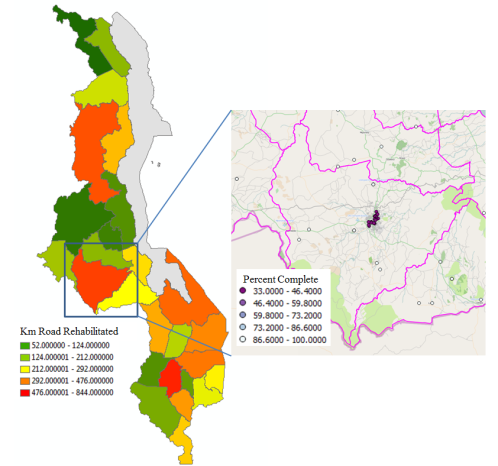 Percent Complete
33.0000 - 46.4000
46.4000 - 59.8000
59.8000 - 73.2000
73.2000 - 86.6000
86.6000 - 100.0000
Km Road Rehabilitated
52.000000 - 124.000000
124.000001 - 212.000000
212.000001 - 292.000000
292.000001 - 476.000000
476.000001 - 844.000000